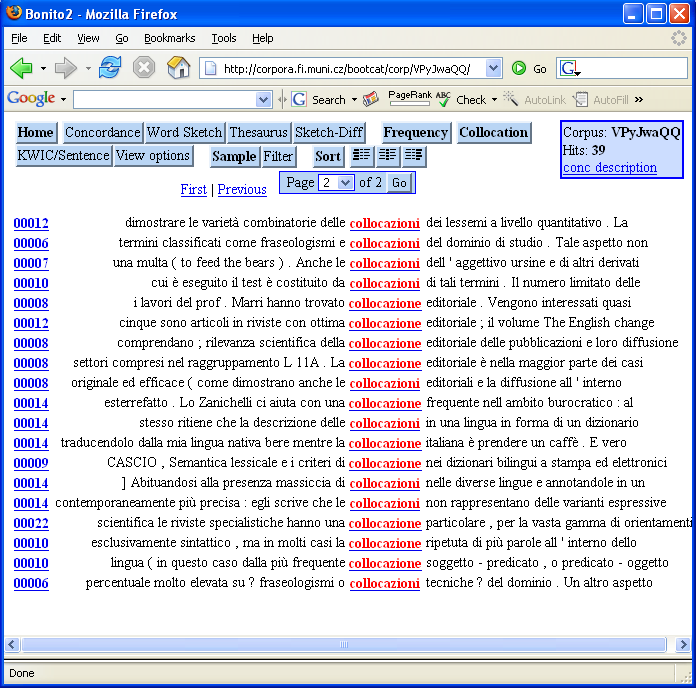 Bonito2 - Mozilla Firefox
File Edit View Go Bookmarks Tools Help
http://corpora.fi.muni.cz/bootcat/corp/VPyJwaQQ/ Go G
Google Search PageRank ABC Check AutoLink AutoFill »
Home Concordance Word Sketch Thesaurus Sketch-Diff Frequency Collocation
KWIC/Sentence View options Sample Filter Sort
Corpus: VPyJwaQQ
Hits: 39
conc description
First | Previous Page 2 of 2 Go
00012 dimostrare le varietà combinatorie delle collocazioni dei lessemi a livello quantitativo . La
00006 termini classificati come fraseologismi e collocazioni del dominio di studio . Tale aspetto non
00007 una multa ( to feed the bears ) . Anche le collocazioni dell ' aggettivo ursine e di altri derivati
00010 cui è eseguito il test è costituito da collocazioni di tali termini . Il numero limitato delle
00008 i lavori del prof . Marri hanno trovato collocazione editoriale . Vengono interessati quasi
00012 cinque sono articoli in riviste con ottima collocazione editoriale ; il volume The English change
00008 comprendano ; rilevanza scientifica della collocazione editoriale delle pubblicazioni e loro diffusione
00008 settori compresi nel raggruppamento L 11A . La collocazione editoriale è nella maggior parte dei casi
00008 originale ed efficace ( come dimostrano anche le collocazioni editoriali e la diffusione all ' interno
00014 esterrefatto . Lo Zanichelli ci aiuta con una collocazione frequente nell ambito burocratico : al
00014 stesso ritiene che la descrizione delle collocazioni in una lingua in forma di un dizionario
00014 traducendolo dalla mia lingua nativa bere mentre la collocazione italiana è prendere un caffè . E vero
00009 CASCIO , Semantica lessicale e i criteri di collocazione nei dizionari bilingui a stampa ed elettronici
00014 ] Abituandosi alla presenza massiccia di collocazioni nelle diverse lingue e annotandole in un
00014 contemporaneamente più precisa : egli scrive che le collocazioni non rappresentano delle varianti espressive
00022 scientifica le riviste specialistiche hanno una collocazione particolare , per la vasta gamma di orientamenti
00010 esclusivamente sintattico , ma in molti casi la collocazione ripetuta di più parole all ' interno dello
00010 lingua ( in questo caso dalla più frequente collocazione soggetto - predicato , o predicato - oggetto
00006 percentuale molto elevata su ? fraseologismi o collocazioni tecniche ? del dominio . Un altro aspetto
Done